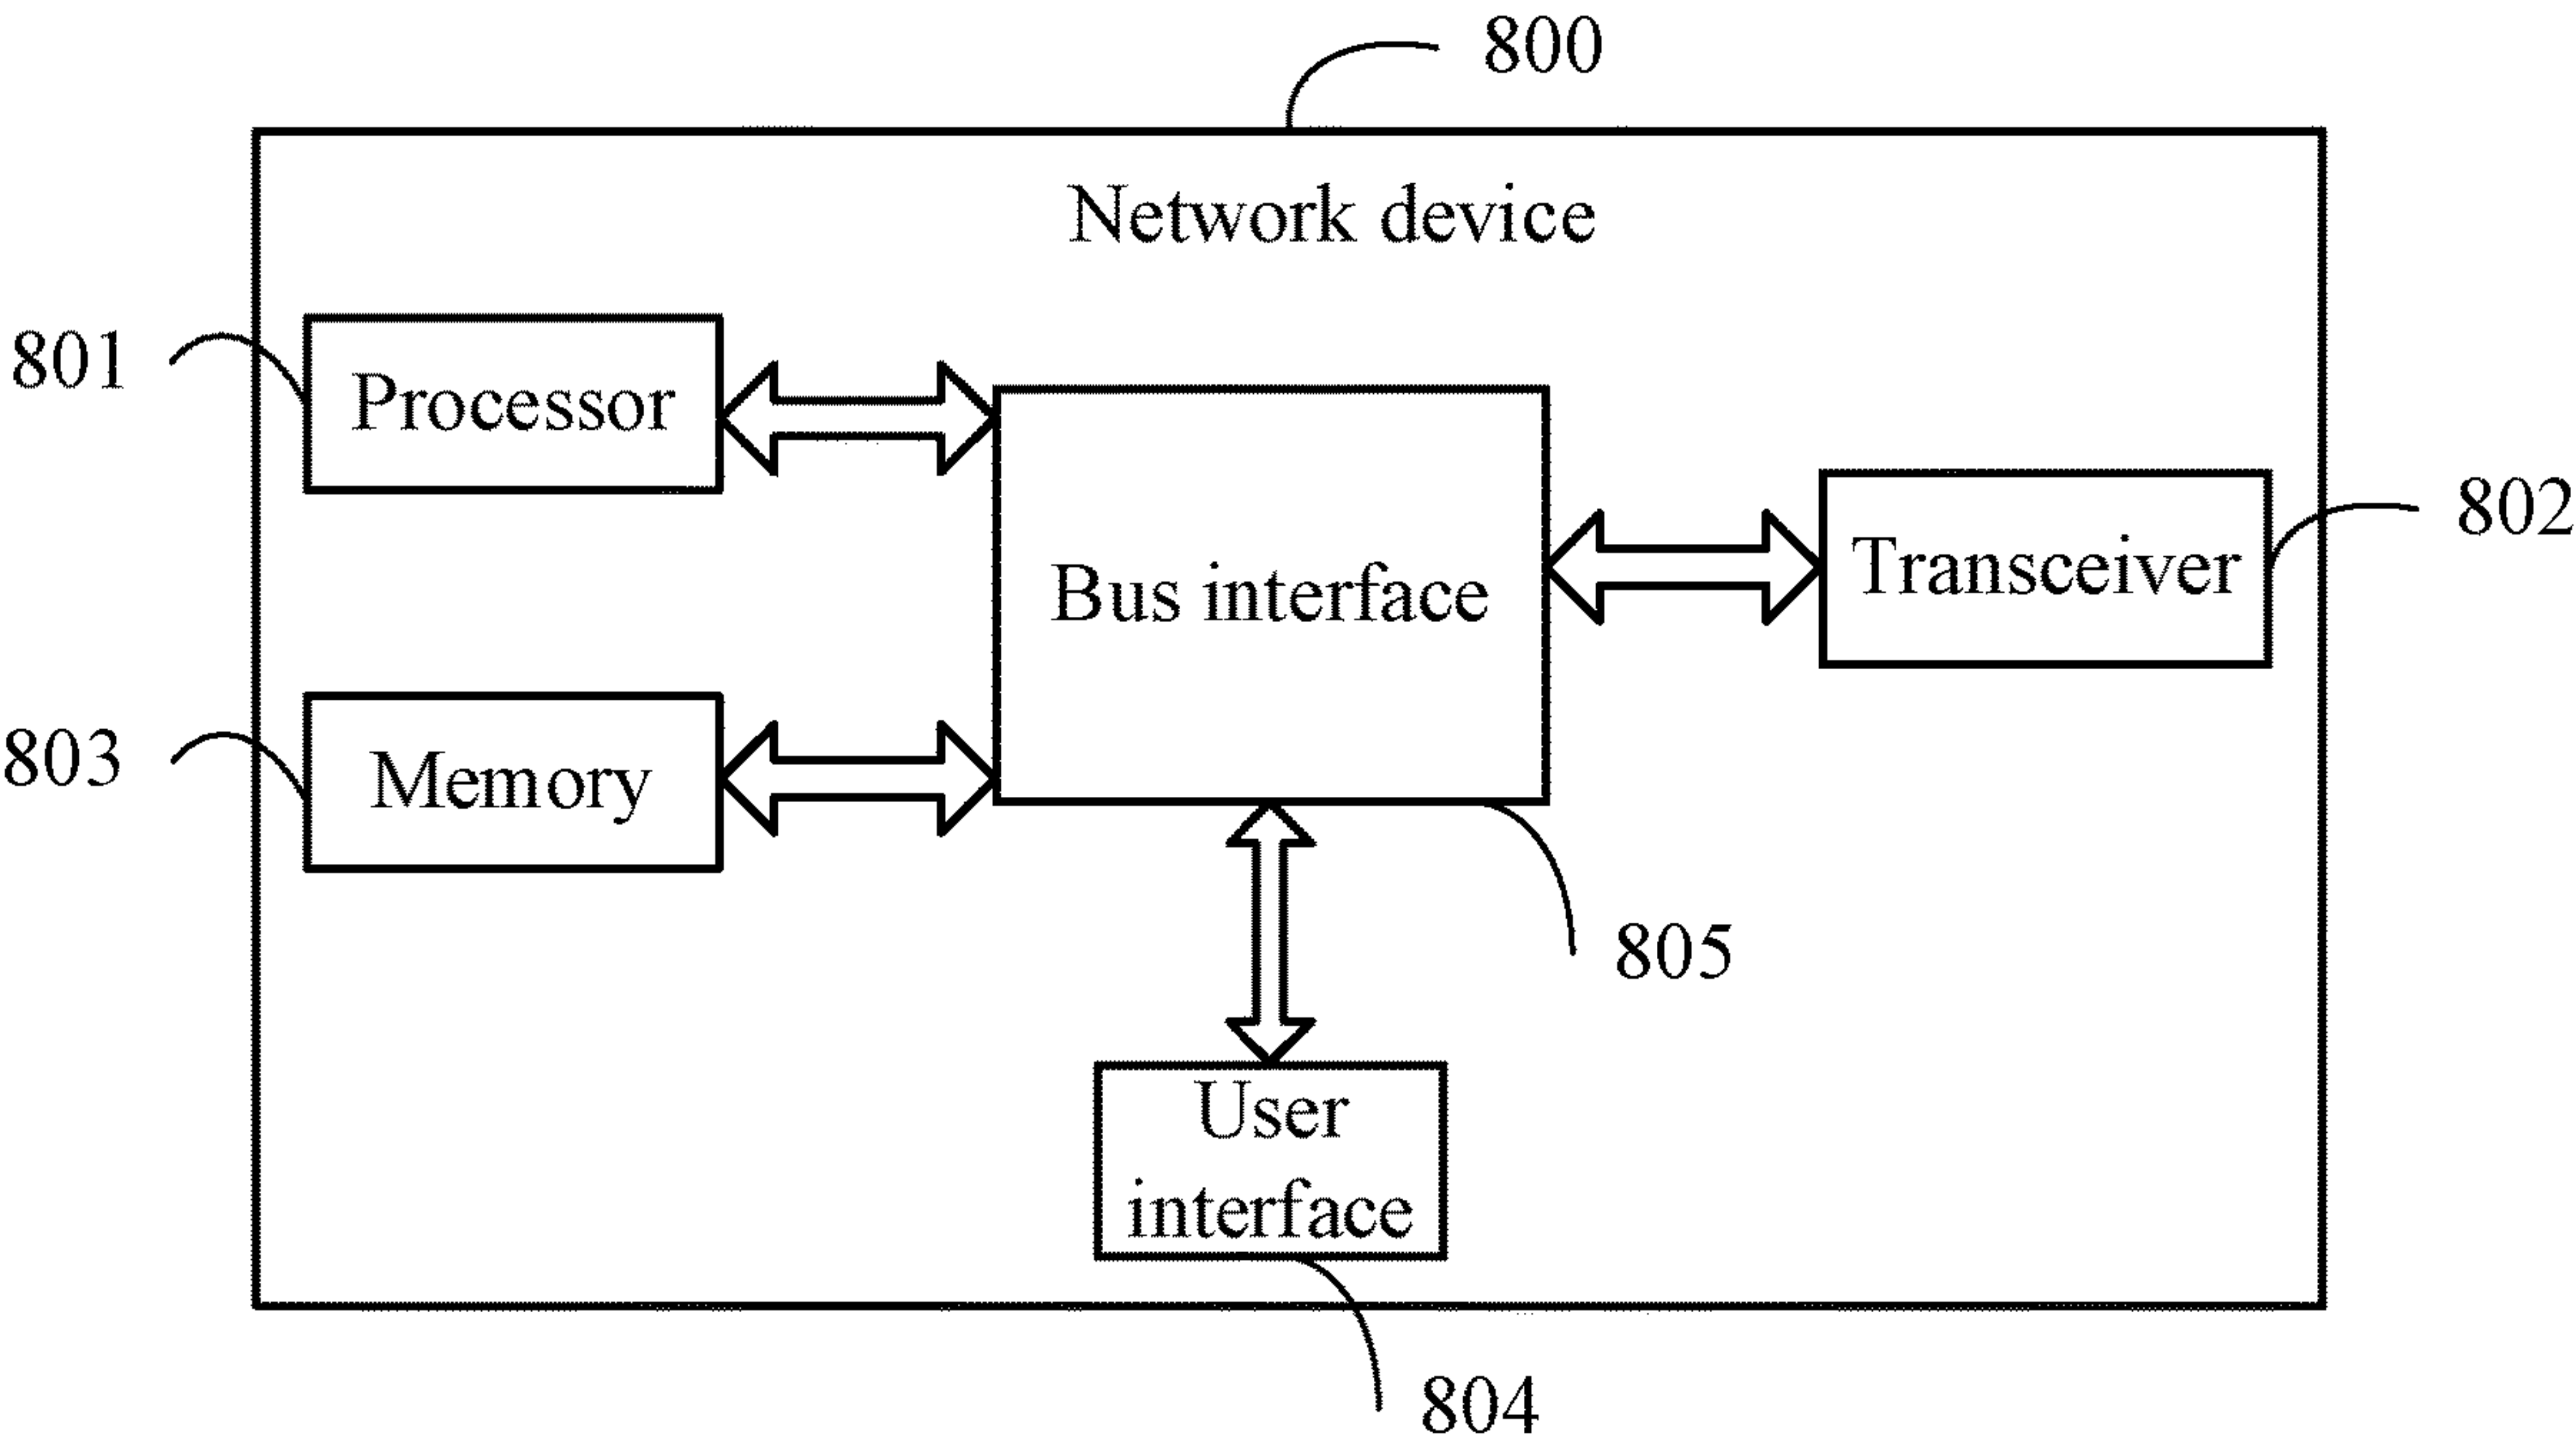 800
Network device
801
Processor
Bus interface
Transceiver
802
803
Memory
805
User
interface
804